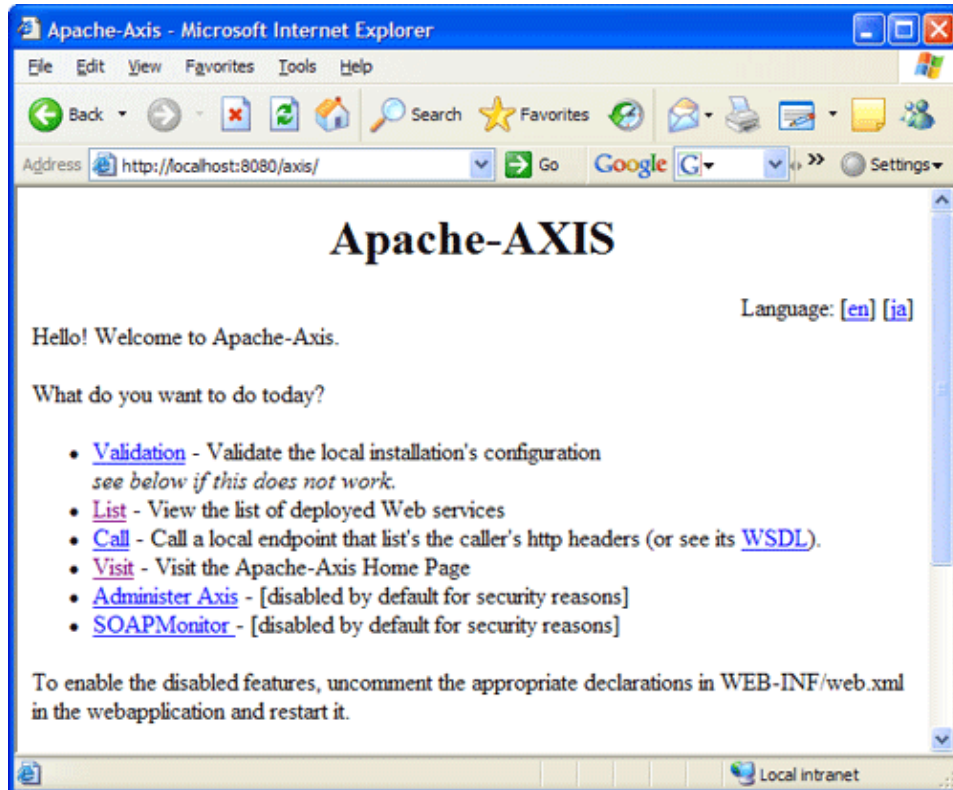 Apache-Axis - Microsoft Internet Explorer
File Edit View Favorites Tools Help
Back Search Favorites
Address http://localhost:8080/axis/ Go Google G Settings
Apache-AXIS
Language: [en] [ja]
Hello! Welcome to Apache-Axis.
What do you want to do today?
• Validation - Validate the local installation's configuration
see below if this does not work.
• List - View the list of deployed Web services
• Call - Call a local endpoint that list's the caller's http headers (or see its WSDL).
• Visit - Visit the Apache-Axis Home Page
• Administer Axis - [disabled by default for security reasons]
• SOAPMonitor - [disabled by default for security reasons]
To enable the disabled features, uncomment the appropriate declarations in WEB-INF/web.xml
in the webapplication and restart it.
Local intranet